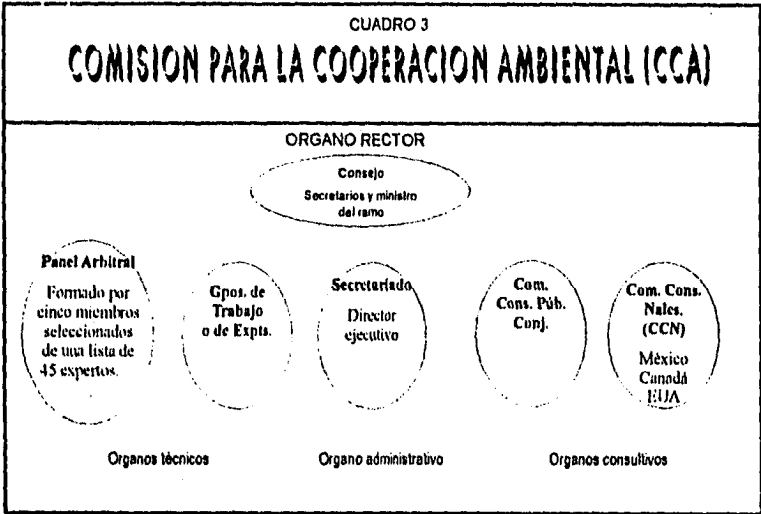 CUADRO 3
COMISION PARA LA COOPERACION AMBIENTAL (CCA)
ORGANO RECTOR
Consejo
Secretarios y ministro
del ramo
Panel Arbitral
Formado por
cinco miembros
seleccionados
de una lista de
45 expertos.
Gpos. de
Trabajo
o de Expts.
Secretariado
Director
ejecutivo
Com.
Cons. Púb.
Conj.
Com. Cons.
Nales.
(CCN)
México
Canadá
EUA
Organos técnicos
Organo administrativo
Organos consultivos